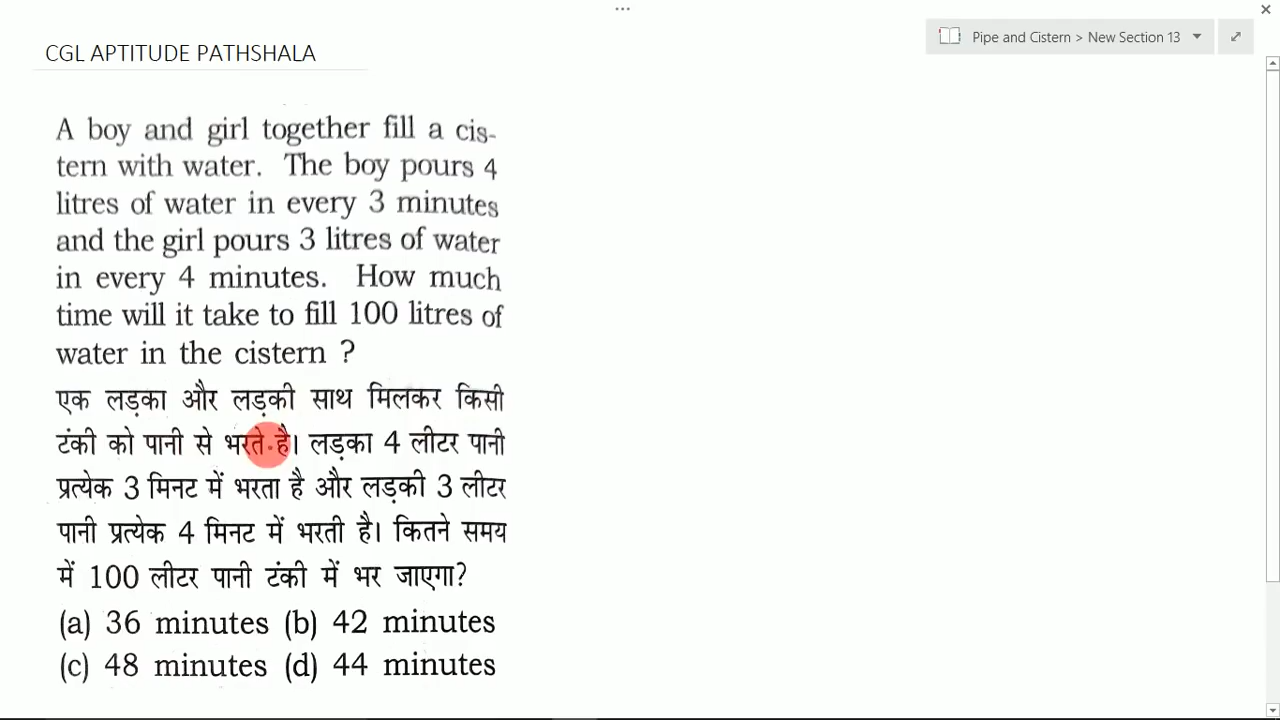 ...
Pipe and Cistern > New Section 13
CGL APTITUDE PATHSHALA
A boy and girl together fill a cis-
tern with water. The boy pours 4
litres of water in every 3 minutes
and the girl pours 3 litres of water
in every 4 minutes. How much
time will it take to fill 100 litres of
water in the cistern ?
एक लड़का और लड़की साथ मिलकर किसी
टंकी को पानी से भरते है। लड़का 4 लीटर पानी
प्रत्येक 3 मिनट में भरता है और लड़की 3 लीटर
पानी प्रत्येक 4 मिनट में भरती है। कितने समय
में 100 लीटर पानी टंकी में भर जाएगा?
(a) 36 minutes (b) 42 minutes
(c) 48 minutes (d) 44 minutes